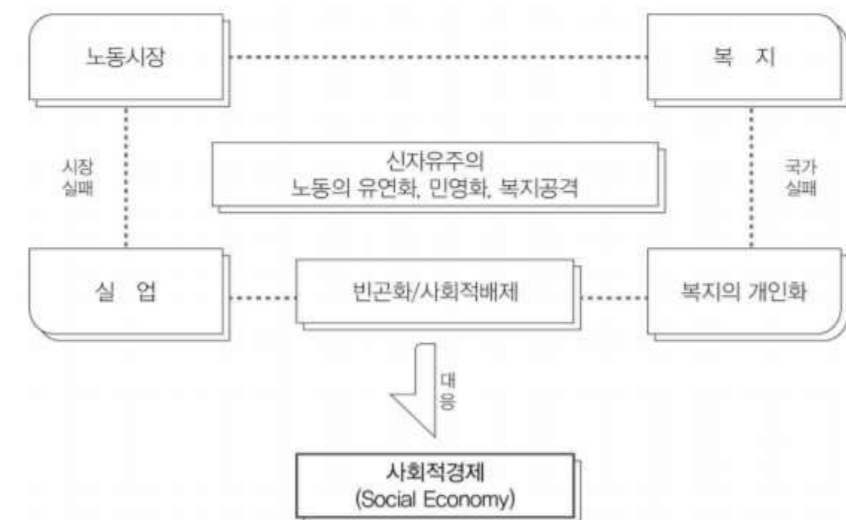 노동시장
복 지
신자유주의
노동의 유연화, 민영화, 복지공격
시장
실패
국가
실패
실 업
빈곤화/사회적배제
복지의 개인화
대
응
사회적경제
(Social Economy)